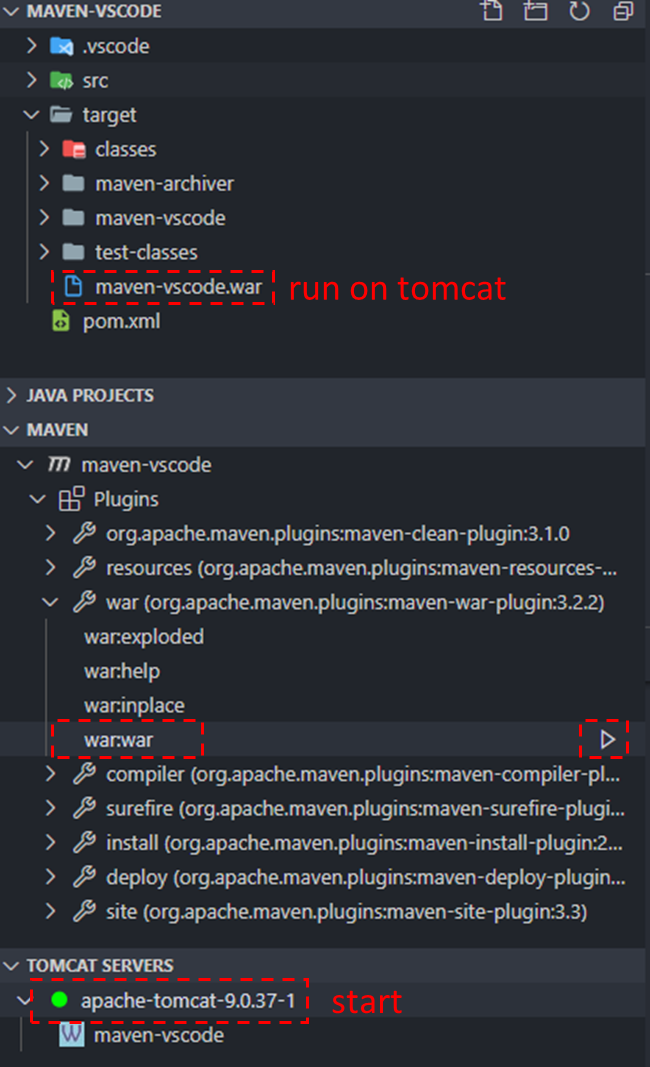 MAVEN-VSCODE
.vscode
src
target
classes
maven-archiver
maven-vscode
test-classes
maven-vscode.war run on tomcat
pom.xml
JAVA PROJECTS
MAVEN
maven-vscode
Plugins
org.apache.maven.plugins:maven-clean-plugin:3.1.0
resources (org.apache.maven.plugins:maven-resources-...
war (org.apache.maven.plugins:maven-war-plugin:3.2.2)
war:exploded
war:help
war:inplace
war:war
compiler (org.apache.maven.plugins:maven-compiler-pl...
surefire (org.apache.maven.plugins:maven-surefire-plugi...
install (org.apache.maven.plugins:maven-install-plugin:2...
deploy (org.apache.maven.plugins:maven-deploy-plugin...
site (org.apache.maven.plugins:maven-site-plugin:3.3)
TOMCAT SERVERS
apache-tomcat-9.0.37-1 start
maven-vscode